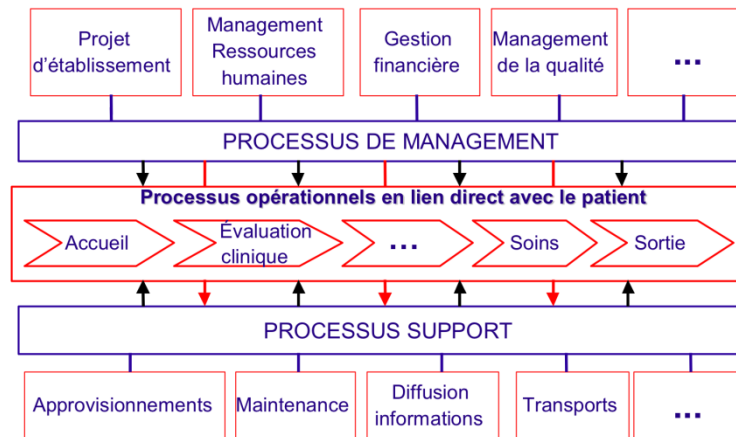 Projet
d'établissement
Management
Ressources
humaines
Gestion
financière
Management
de la qualité
...
PROCESSUS DE MANAGEMENT
Processus opérationnels en lien direct avec le patient
Accueil
Évaluation
clinique
...
Soins
Sortie
PROCESSUS SUPPORT
Approvisionnements
Maintenance
Diffusion
informations
Transports
...